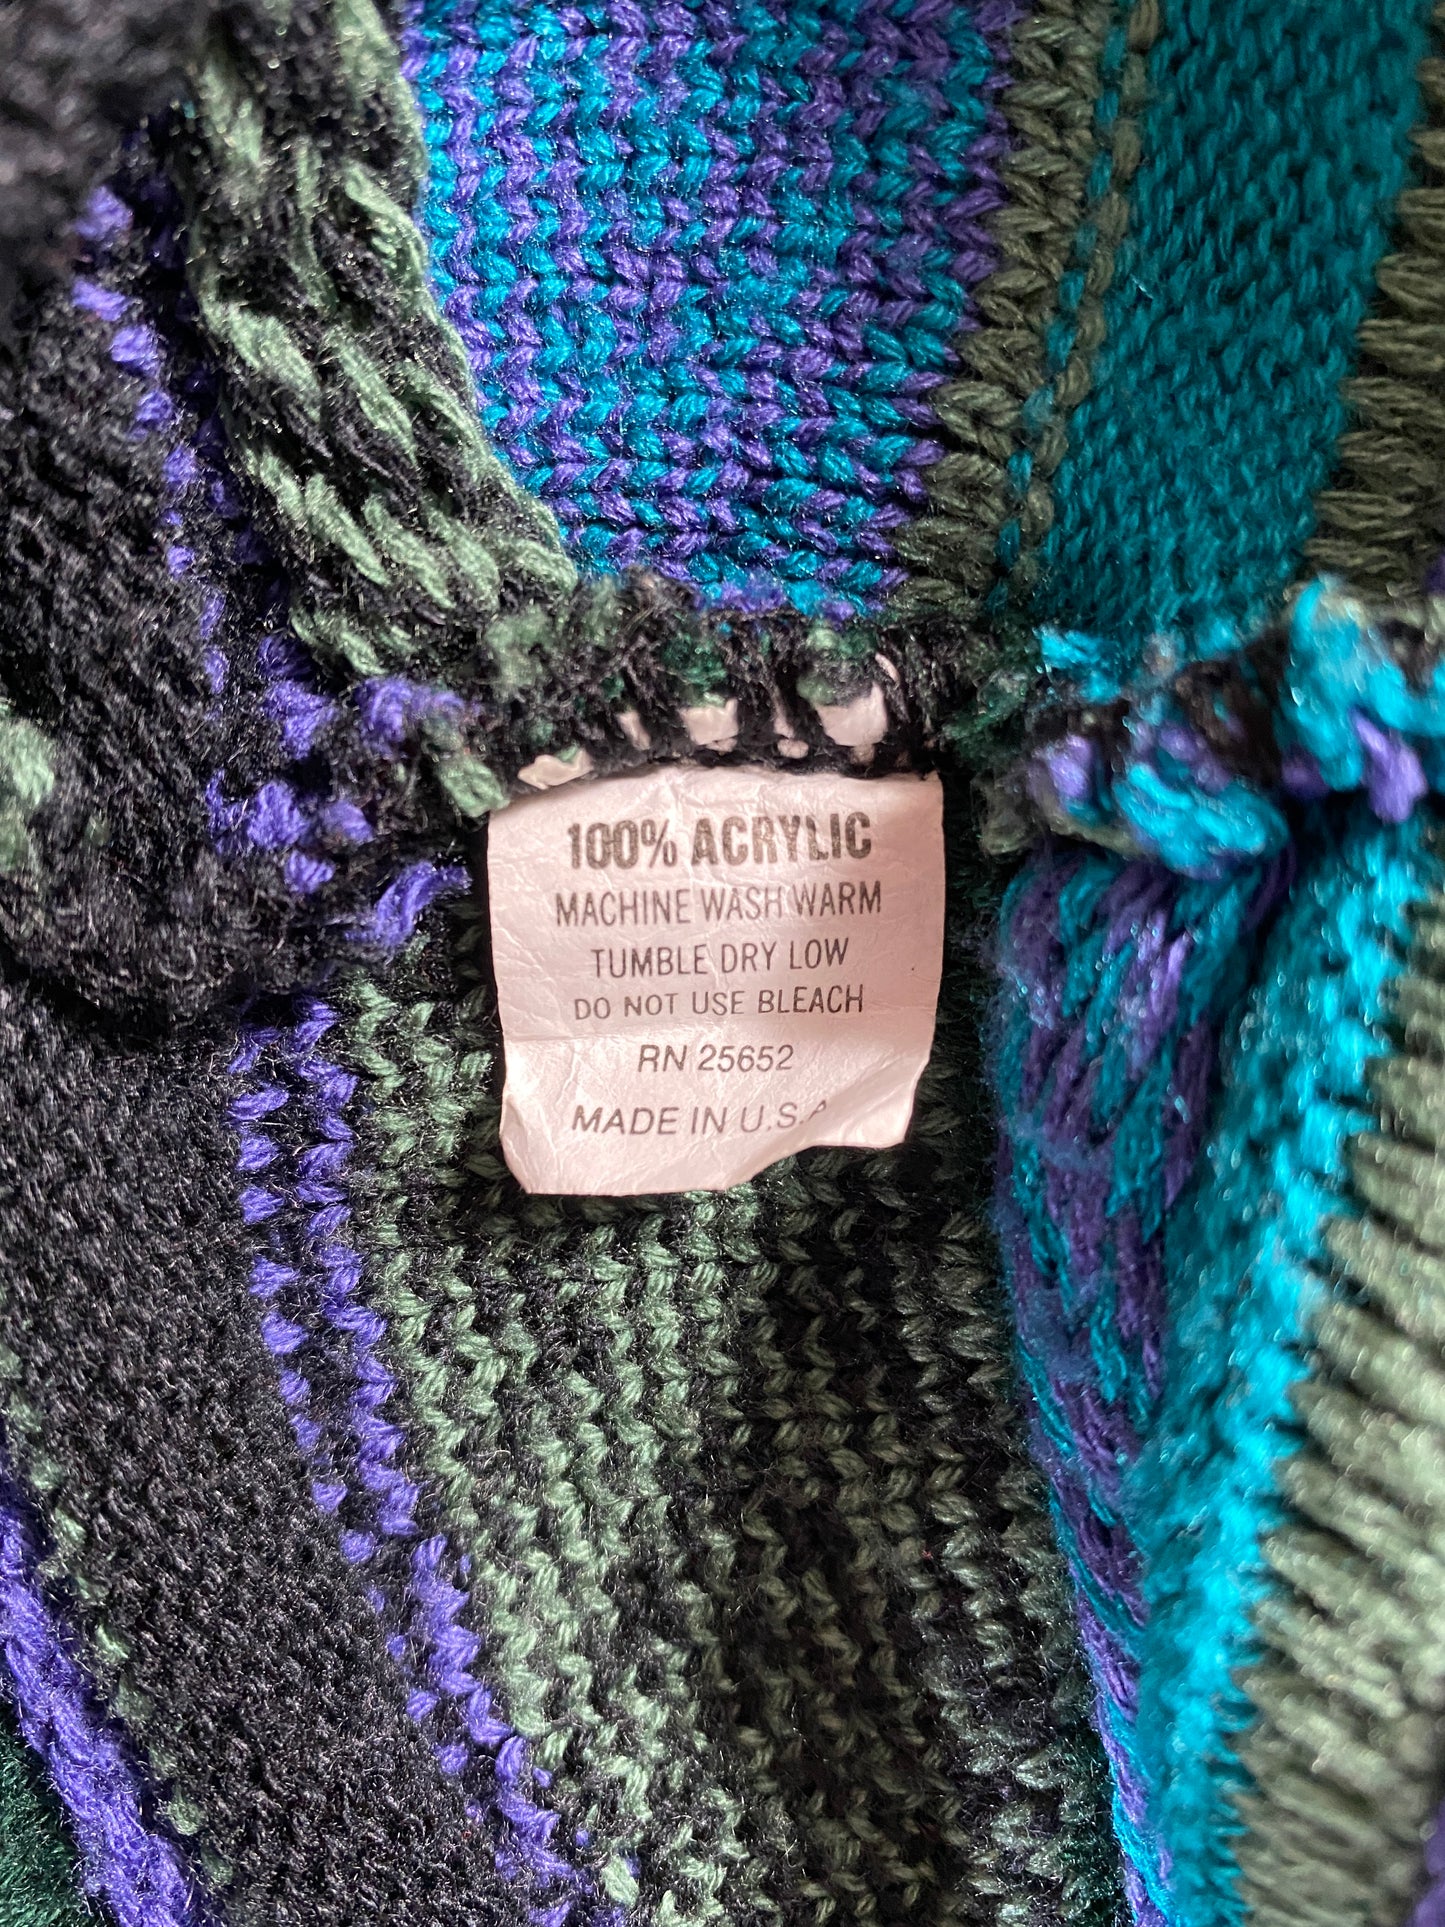 100% ACRYLIC
MACHINE WASH WARM
TUMBLE DRY LOW
DO NOT USE BLEACH
RN 25652
MADE IN U.S.A